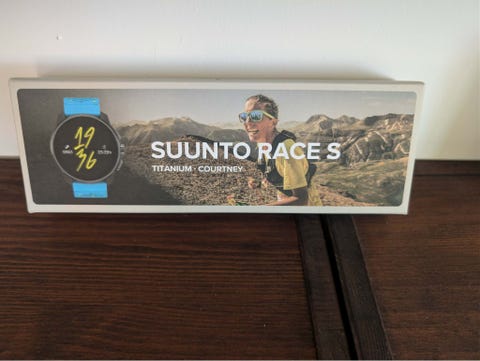 19
36
SUUNTO RACE S
TITANIUM · COURTNEY